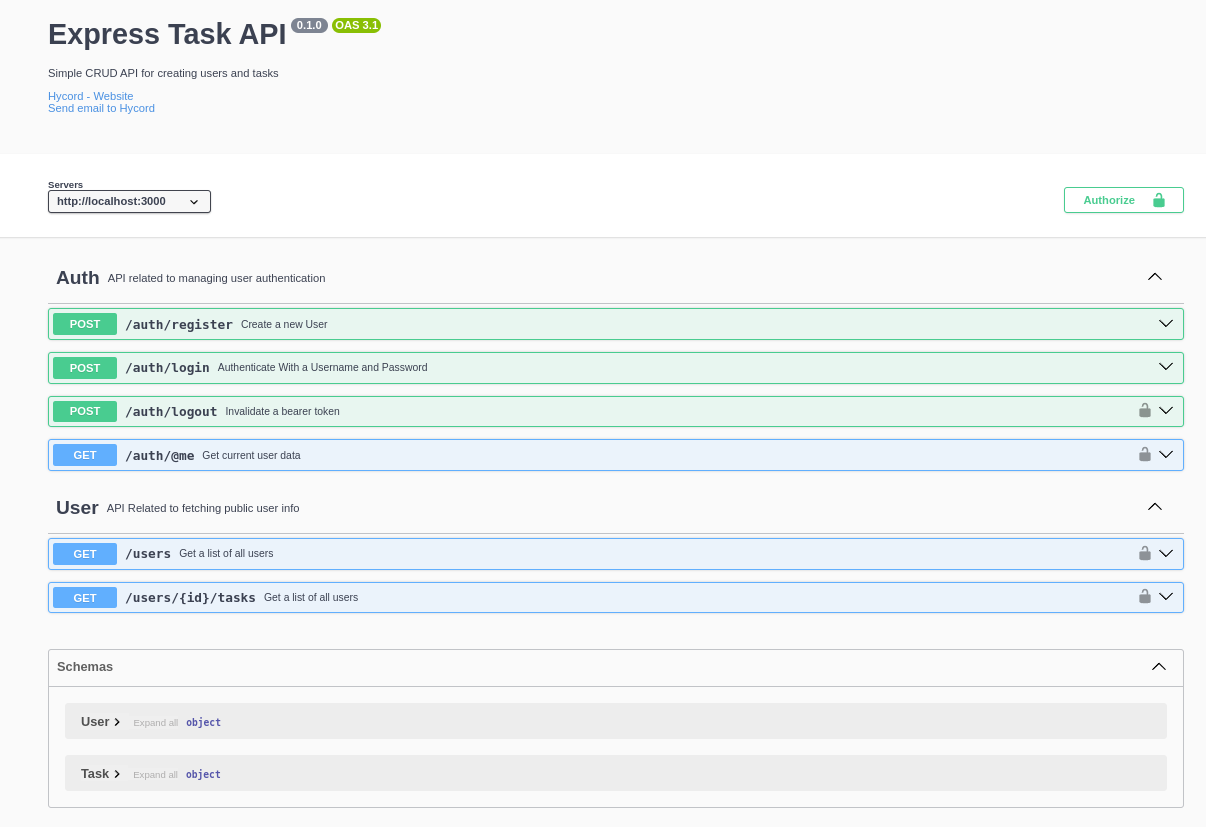 Express Task API 0.1.0 OAS 3.1
Simple CRUD API for creating users and tasks
Hycord - Website
Send email to Hycord
Servers
http://localhost:3000
Authorize
Auth API related to managing user authentication
POST /auth/register Create a new User
POST /auth/login Authenticate With a Username and Password
POST /auth/logout Invalidate a bearer token
GET /auth/@me Get current user data
User API Related to fetching public user info
GET /users Get a list of all users
GET /users/{id}/tasks Get a list of all users
Schemas
User Expand all object
Task Expand all object